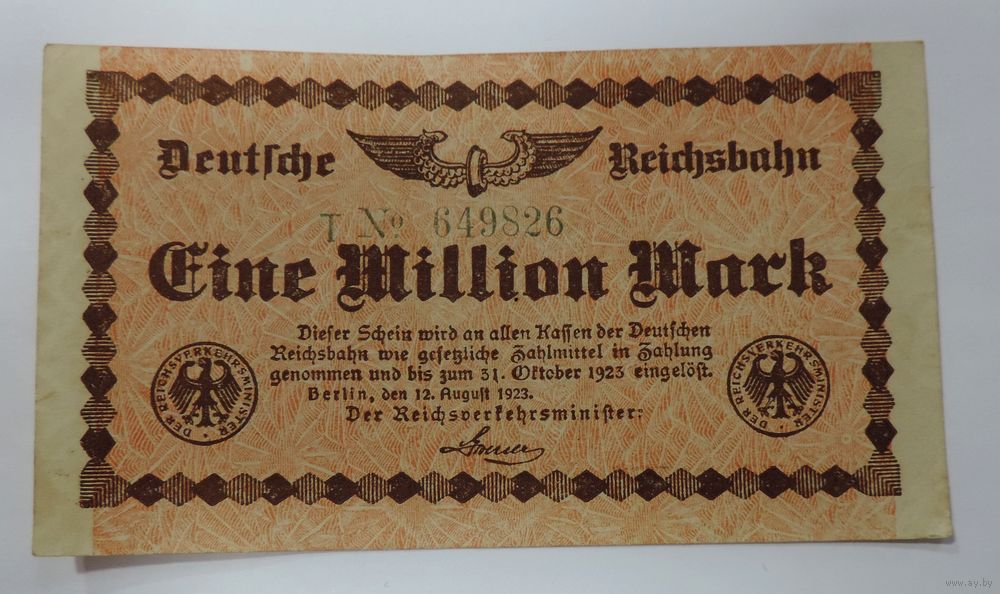 Deutsche Reichsbahn
T No 649826
Eine Million Mark
Dieser Schein wird an allen Kassen der Deutschen
Reichsbahn wie gesetzliche Zahlmittel in Zahlung
genommen und bis zum 31. Oktober 1923 eingelöst.
Berlin, den 12. August 1923.
Der Reichsverkehrsminister:
DER REICHSVERKEHRSMINISTER
DER REICHSVERKEHRSMINISTER
www.ay.by